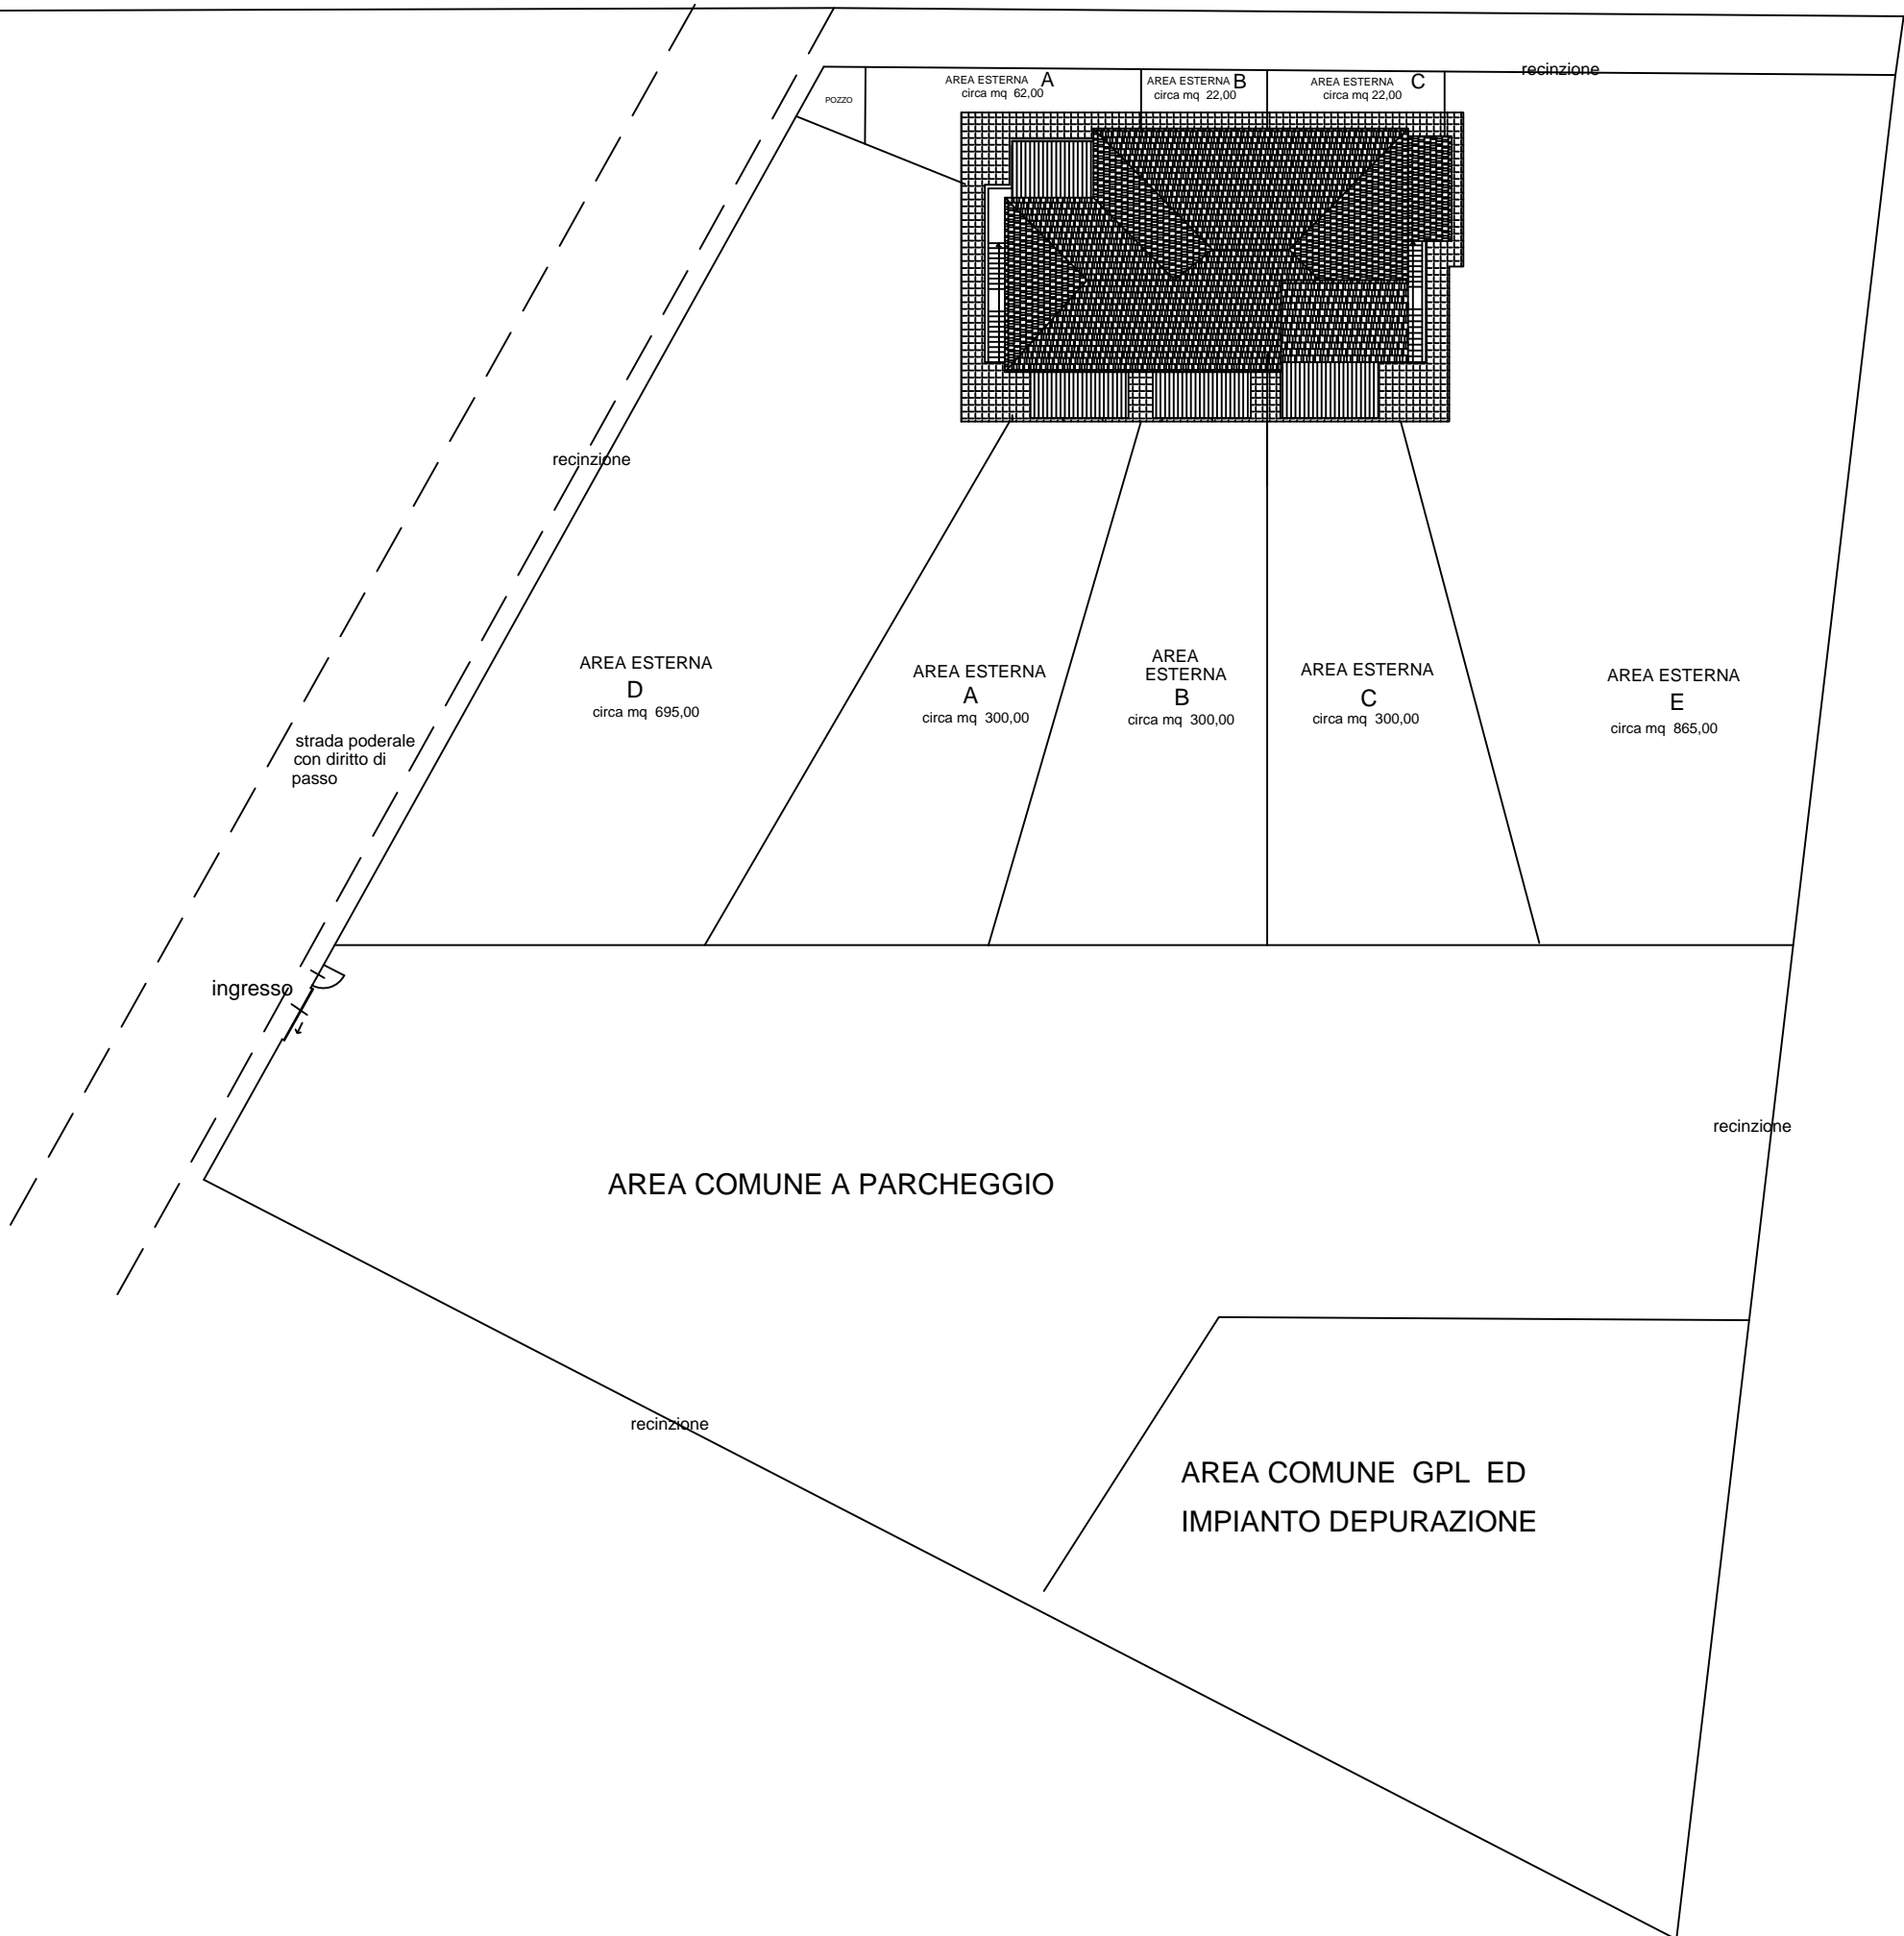 recinzione
AREA ESTERNA A
circa mq 62,00
AREA ESTERNA B
circa mq 22,00
AREA ESTERNA C
circa mq 22,00
POZZO
recinzione
AREA ESTERNA
D
circa mq 695,00
AREA ESTERNA
A
circa mq 300,00
AREA
ESTERNA
B
circa mq 300,00
AREA ESTERNA
C
circa mq 300,00
AREA ESTERNA
E
circa mq 865,00
strada poderale
con diritto di
passo
ingresso
recinzione
AREA COMUNE A PARCHEGGIO
recinzione
AREA COMUNE GPL ED
IMPIANTO DEPURAZIONE